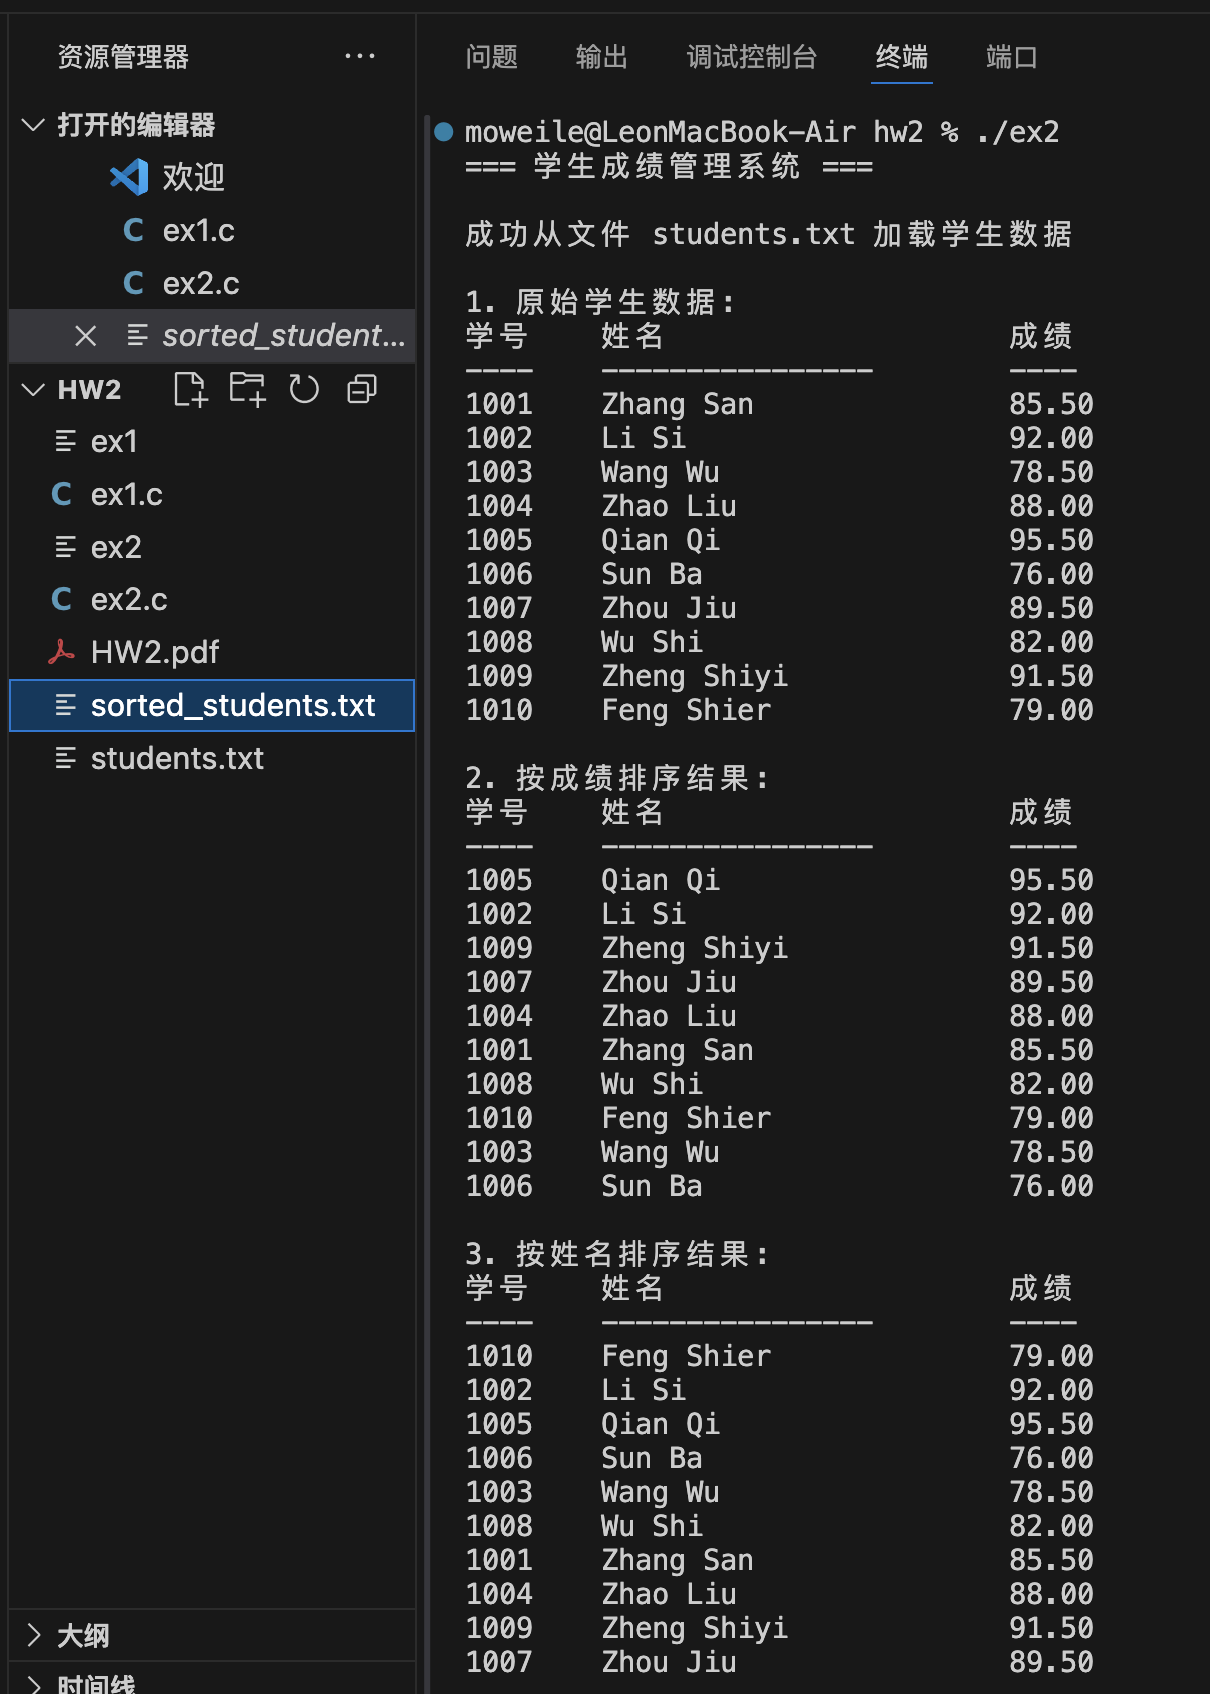 资源管理器
打开的编辑器
欢迎
ex1.c
ex2.c
sorted_student...
HW2
ex1
ex1.c
ex2
ex2.c
HW2.pdf
sorted_students.txt
students.txt
大纲
时间线
问题 输出 调试控制台 终端 端口
moweile@LeonMacBook-Air hw2 % ./ex2
=== 学生成绩管理系统 ===
成功从文件 students.txt 加载学生数据
1. 原始学生数据:
学号 姓名 成绩
---- ---------------- ----
1001 Zhang San 85.50
1002 Li Si 92.00
1003 Wang Wu 78.50
1004 Zhao Liu 88.00
1005 Qian Qi 95.50
1006 Sun Ba 76.00
1007 Zhou Jiu 89.50
1008 Wu Shi 82.00
1009 Zheng Shiyi 91.50
1010 Feng Shier 79.00
2. 按成绩排序结果:
学号 姓名 成绩
---- ---------------- ----
1005 Qian Qi 95.50
1002 Li Si 92.00
1009 Zheng Shiyi 91.50
1007 Zhou Jiu 89.50
1004 Zhao Liu 88.00
1001 Zhang San 85.50
1008 Wu Shi 82.00
1010 Feng Shier 79.00
1003 Wang Wu 78.50
1006 Sun Ba 76.00
3. 按姓名排序结果:
学号 姓名 成绩
---- ---------------- ----
1010 Feng Shier 79.00
1002 Li Si 92.00
1005 Qian Qi 95.50
1006 Sun Ba 76.00
1003 Wang Wu 78.50
1008 Wu Shi 82.00
1001 Zhang San 85.50
1004 Zhao Liu 88.00
1009 Zheng Shiyi 91.50
1007 Zhou Jiu 89.50